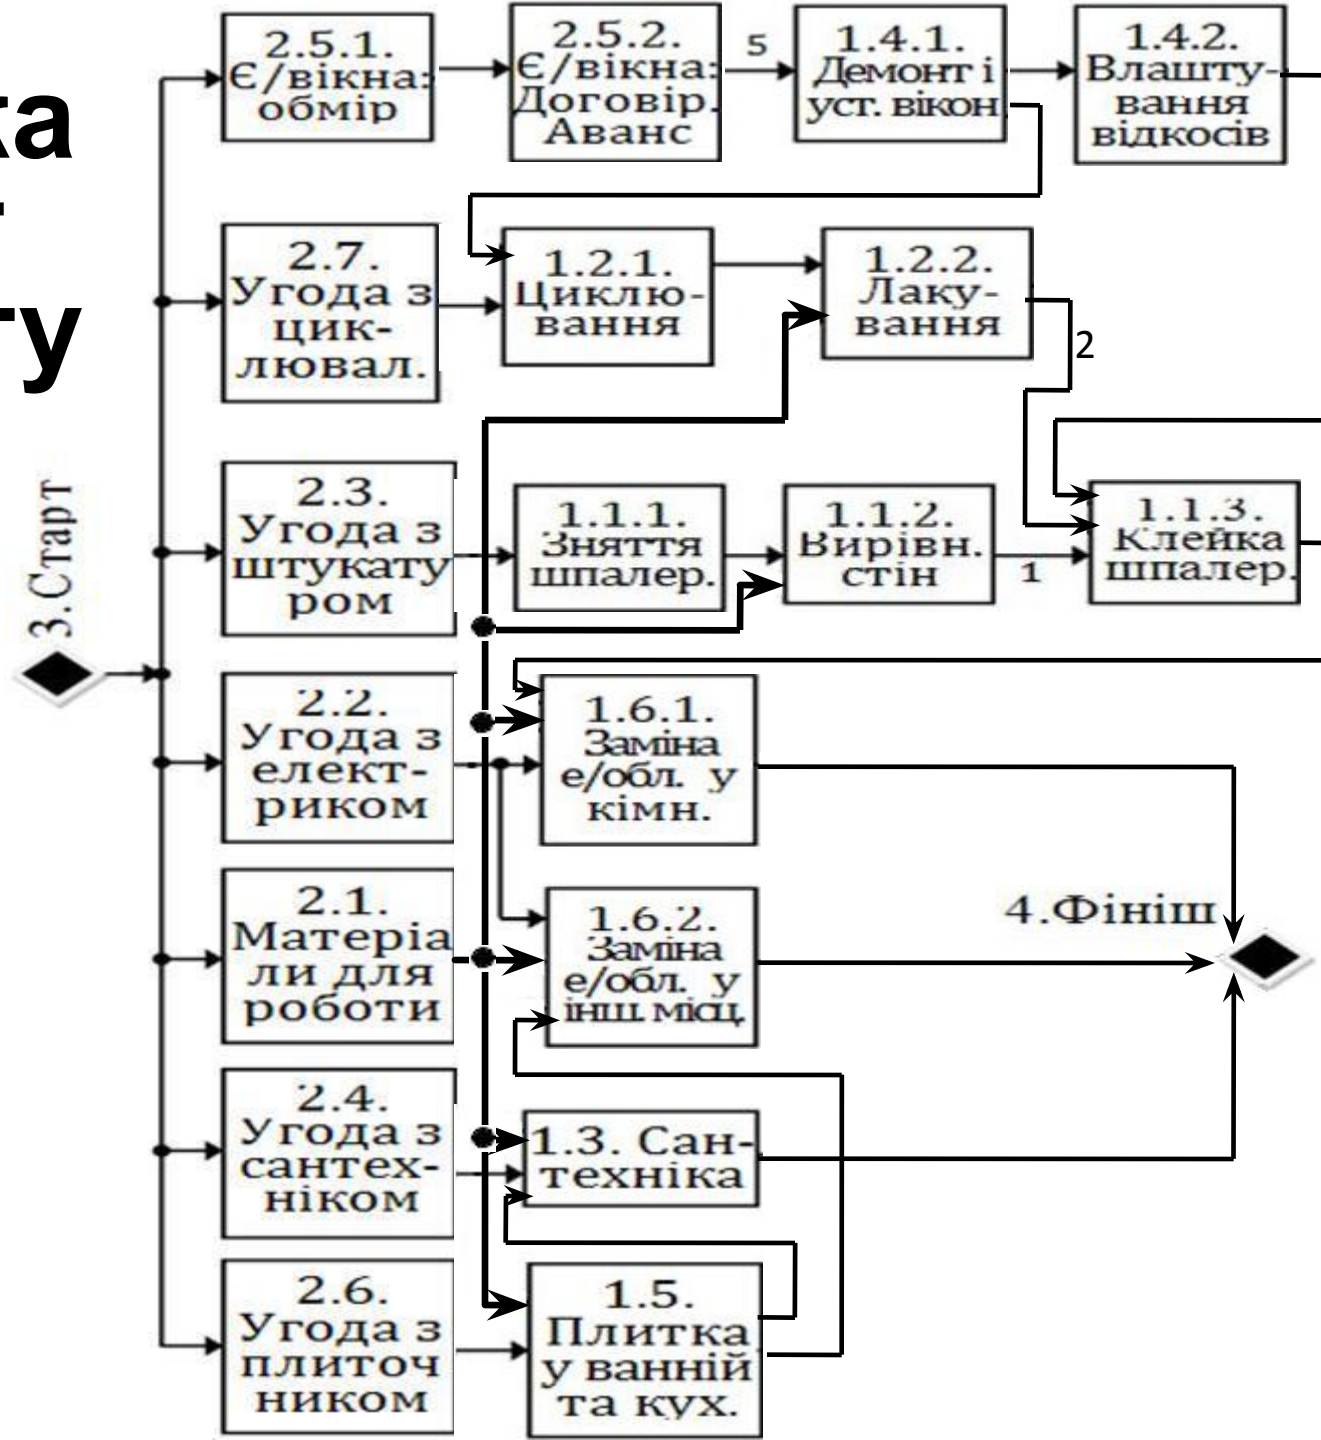 ка
ту
3.Старт
2.5.1.
Є/вікна:
обмір
2.5.2.
Є/вікна:
Договір.
Аванс
5
1.4.1.
Демонт і
уст. вікон
1.4.2.
Влашту-
вання
відкосів
2.7.
Угода з
цик-
лювал.
1.2.1.
Циклю-
вання
1.2.2.
Лаку-
вання
2
2.3.
Угода з
штукату
ром
1.1.1.
Зняття
шпалер.
1.1.2.
Вирівн.
стін
1
1.1.3.
Клейка
шпалер.
2.2.
Угода з
елект-
риком
1.6.1.
Заміна
е/обл. у
кімн.
2.1.
Матеріа
ли для
роботи
1.6.2.
Заміна
е/обл. у
інш. місц.
4.Фініш
2.4.
Угода з
сантех-
ніком
1.3. Сан-
техніка
2.6.
Угода з
плиточ
ником
1.5.
Плитка
у ванній
та кух.